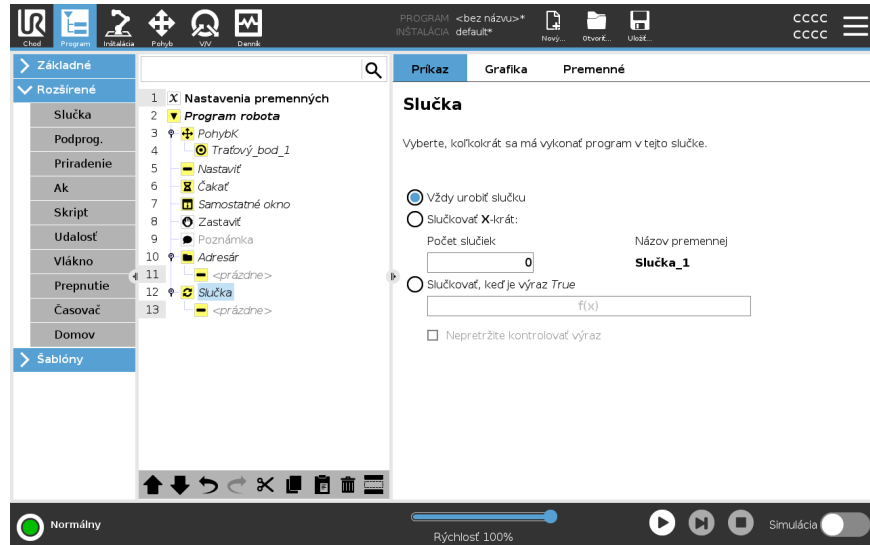 PROGRAM <bez názvu>*
INŠTALÁCIA default*
Chod
Program
Inštalácia
Pohyb
V/V
Denník
Nový...
Otvoriť...
Uložiť...
CCCC
CCCC
Základné
Rozšírené
Slučka
Podprog.
Priradenie
Ak
Skript
Udalosť
Vlákno
Prepnutie
Časovač
Domov
Šablóny
1 X Nastavenia premenných
2 Program robota
3 PohybK
4 Traťový_bod_1
5 Nastaviť
6 Čakať
7 Samostatné okno
8 Zastaviť
9 Poznámka
10 Adresár
11 <prázdne>
12 Slučka
13 <prázdne>
Príkaz
Grafika
Premenné
Slučka
Vyberte, koľkokrát sa má vykonať program v tejto slučke.
Vždy urobiť slučku
Slučkovať X-krát:
Počet slučiek
Názov premennej
0
Slučka_1
Slučkovať, keď je výraz True
f(x)
Nepretržite kontrolovať výraz
Normálny
Rýchlosť 100%
Simulácia